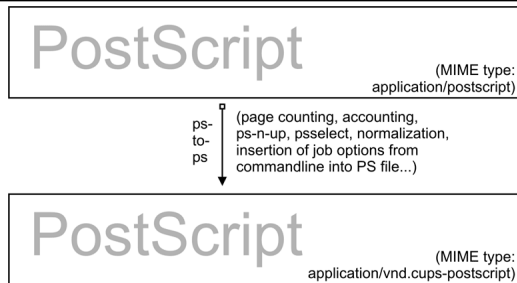 PostScript
(MIME type:
application/postscript)
ps-
to-
ps
(page counting, accounting,
ps-n-up, psselect, normalization,
insertion of job options from
commandline into PS file...)
PostScript
(MIME type:
application/vnd.cups-postscript)